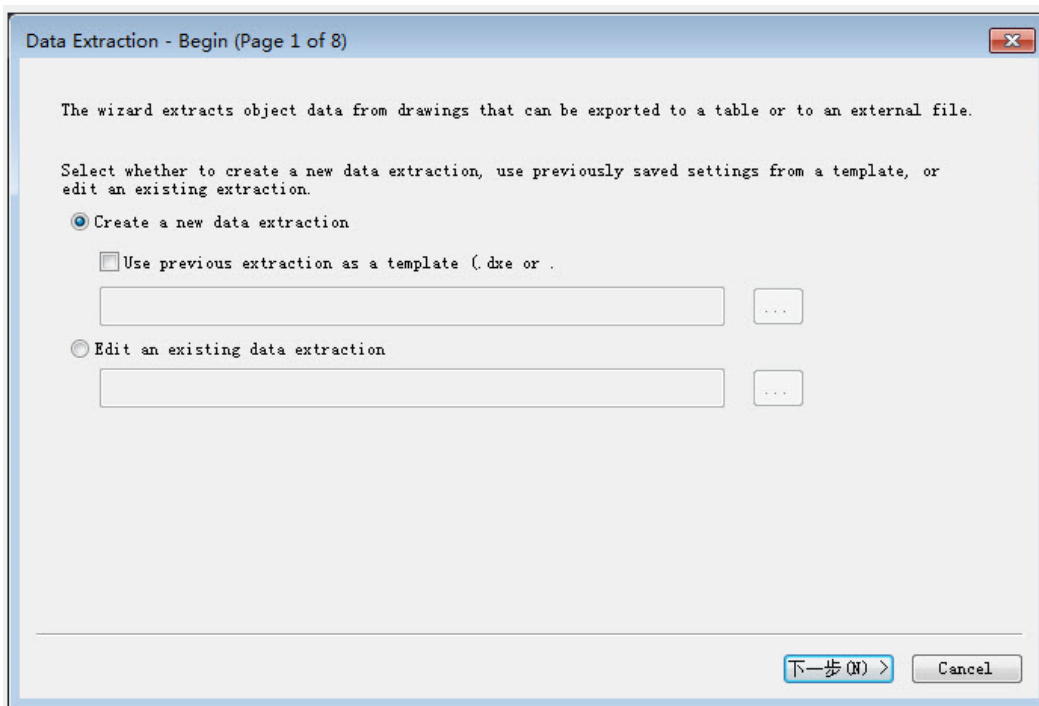 Data Extraction - Begin (Page 1 of 8)
The wizard extracts object data from drawings that can be exported to a table or to an external file.
Select whether to create a new data extraction, use previously saved settings from a template, or
edit an existing extraction.
Create a new data extraction
Use previous extraction as a template (.dxe or .
...
Edit an existing data extraction
...
下一步(N) >
Cancel